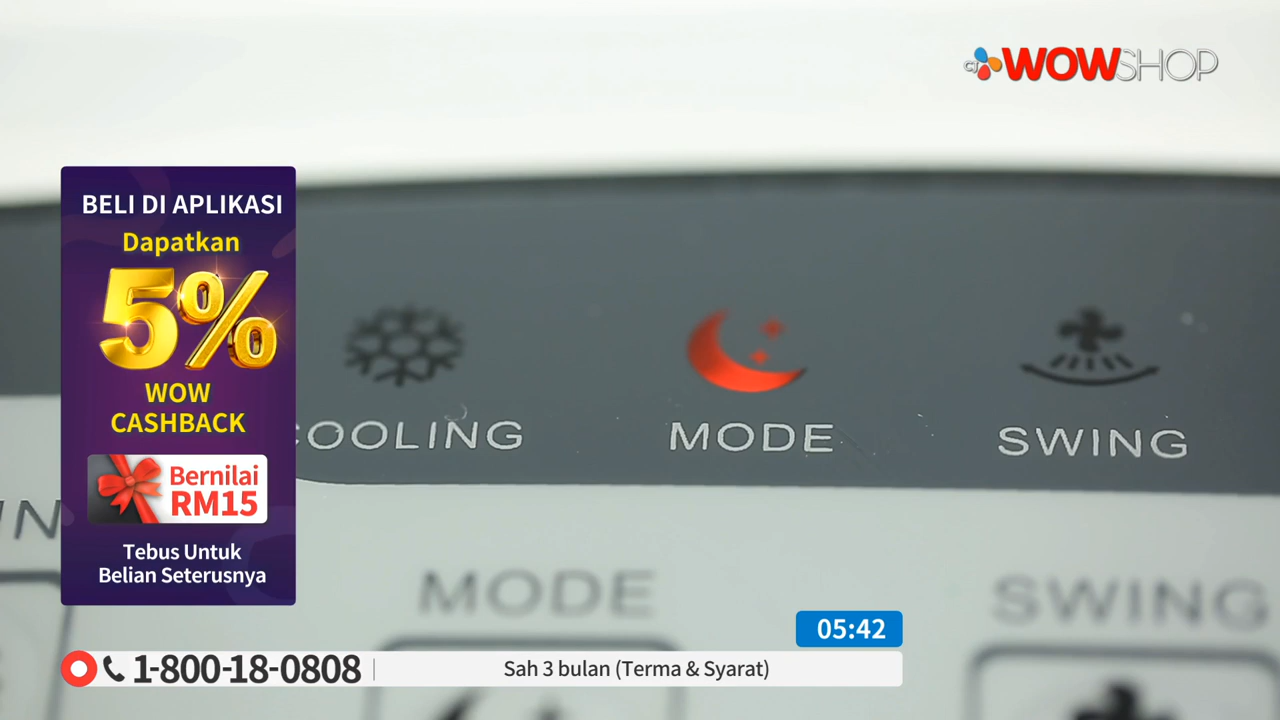 CJ WOWSHOP
BELI DI APLIKASI
Dapatkan
5%
WOW
CASHBACK
Bernilai
RM15
Tebus Untuk
Belian Seterusnya
COOLING
MODE
SWING
MODE
SWING
05:42
1-800-18-0808
Sah 3 bulan (Terma & Syarat)